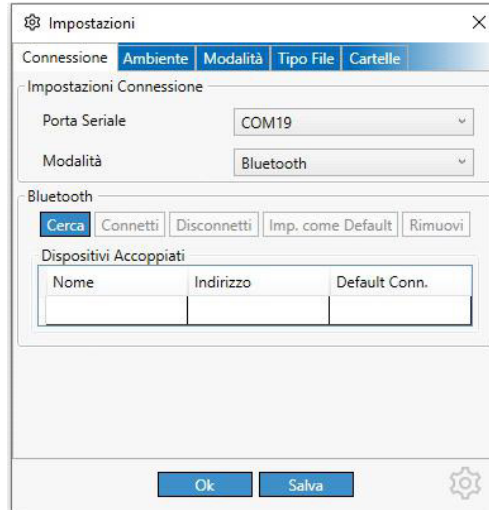 Impostazioni
Connessione Ambiente Modalità Tipo File Cartelle
Impostazioni Connessione
Porta Seriale COM19
Modalità Bluetooth
Bluetooth
Cerca Connetti Disconnetti Imp. come Default Rimuovi
Dispositivi Accoppiati
Nome Indirizzo Default Conn.
Ok Salva